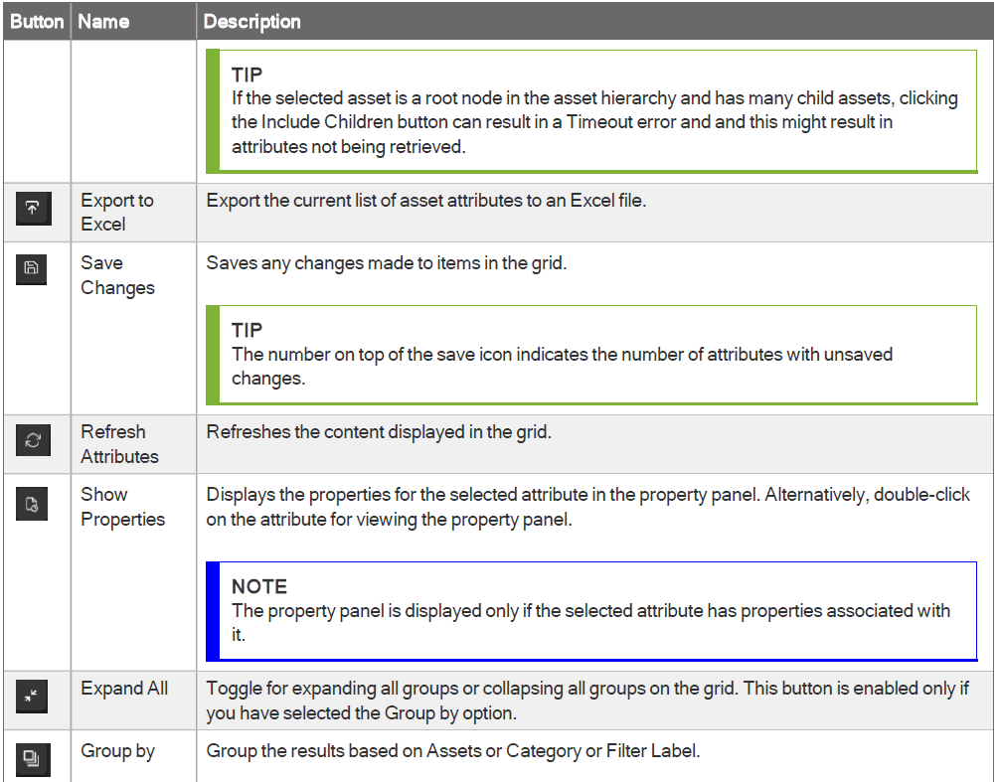 Button Name Description
TIP
If the selected asset is a root node in the asset hierarchy and has many child assets, clicking
the Include Children button can result in a Timeout error and and this might result in
attributes not being retrieved.
Export to
Excel
Export the current list of asset attributes to an Excel file.
Save
Changes
Saves any changes made to items in the grid.
TIP
The number on top of the save icon indicates the number of attributes with unsaved
changes.
Refresh
Attributes
Refreshes the content displayed in the grid.
Show
Properties
Displays the properties for the selected attribute in the property panel. Alternatively, double-click
on the attribute for viewing the property panel.
NOTE
The property panel is displayed only if the selected attribute has properties associated with
it.
Expand All
Toggle for expanding all groups or collapsing all groups on the grid. This button is enabled only if
you have selected the Group by option.
Group by
Group the results based on Assets or Category or Filter Label.